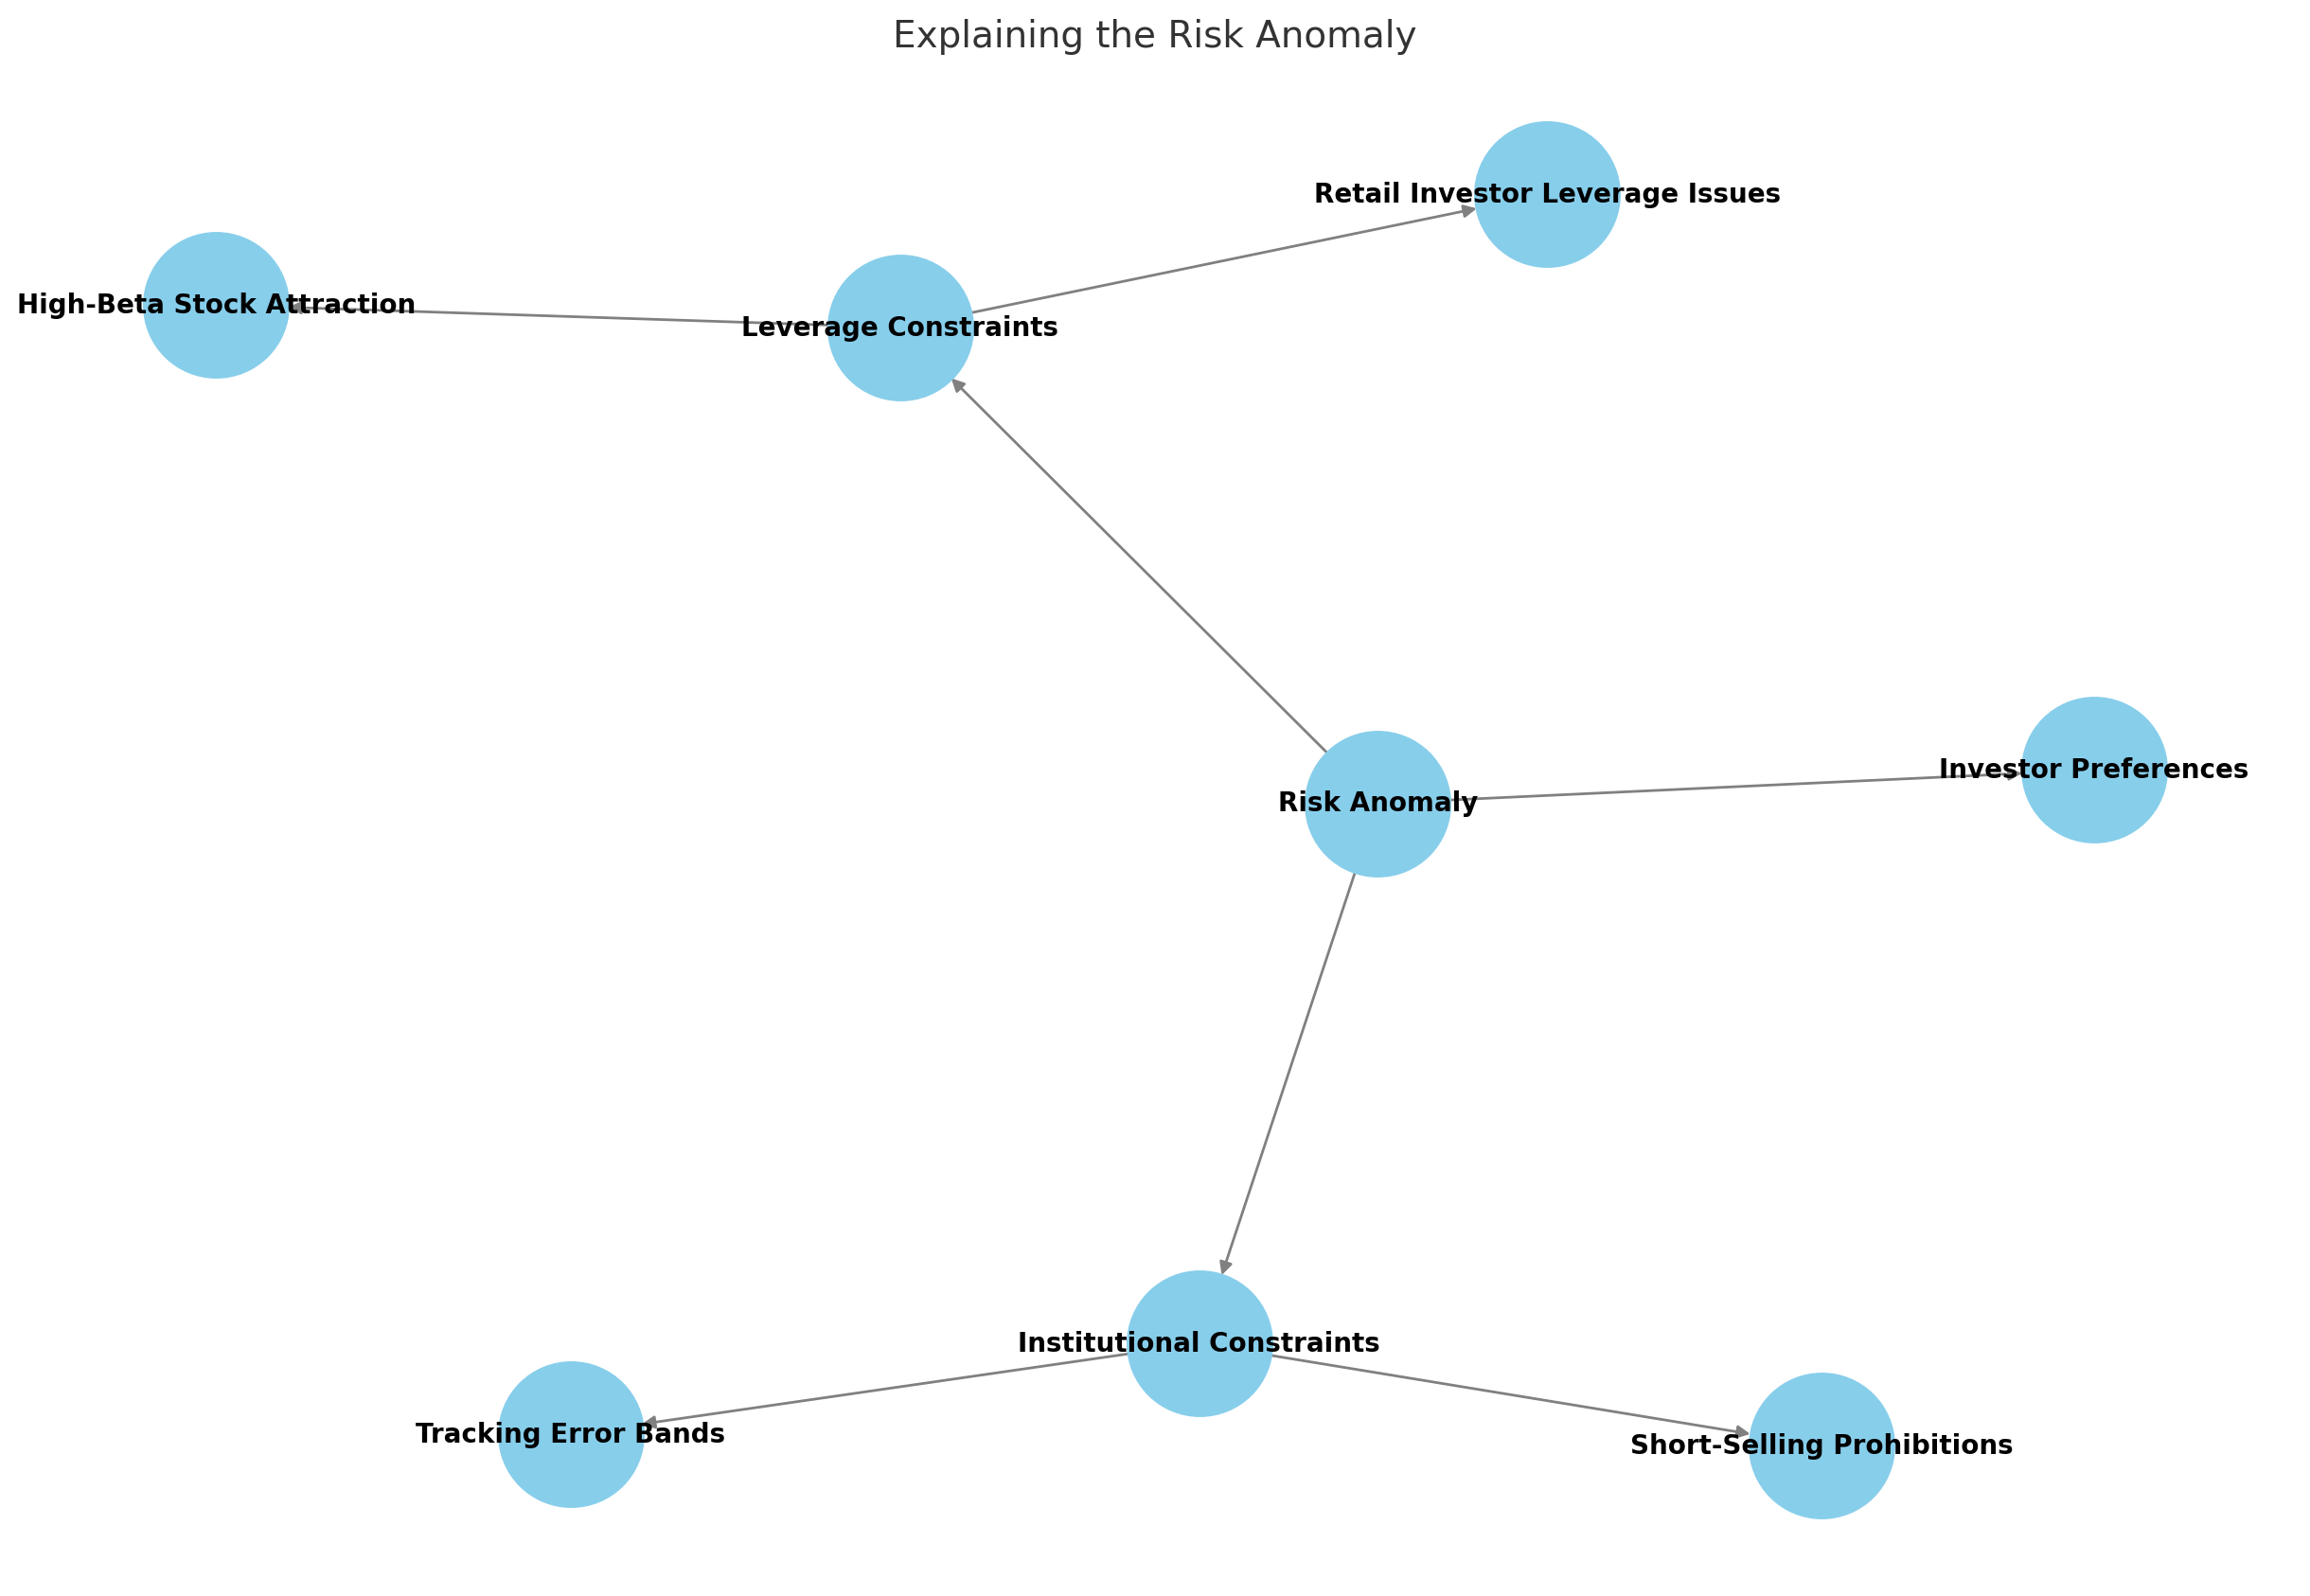 Explaining the Risk Anomaly
Retail Investor Leverage Issues
High-Beta Stock Attraction
Leverage Constraints
Investor Preferences
Risk Anomaly
Institutional Constraints
Tracking Error Bands
Short-Selling Prohibitions